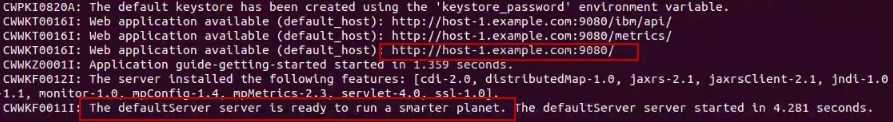 CWPKI0820A: The default keystore has been created using the 'keystore_password' environment variable.
CWWKT0016I: Web application available (default_host): http://host-1.example.com:9080/ibm/api/
CWWKT0016I: Web application available (default_host): http://host-1.example.com:9080/metrics/
CWWKT0016I: Web application available (default_host): http://host-1.example.com:9080/
CWWKZ0001I: Application guide-getting-started started in 1.359 seconds.
CWWKF0012I: The server installed the following features: [cdi-2.0, distributedMap-1.0, jaxrs-2.1, jaxrsClient-2.1, jndi-1.0
1.1, monitor-1.0, mpConfig-1.4, mpMetrics-2.3, servlet-4.0, ssl-1.0].
CWWKF0011I: The defaultServer server is ready to run a smarter planet. The defaultServer server started in 4.281 seconds.